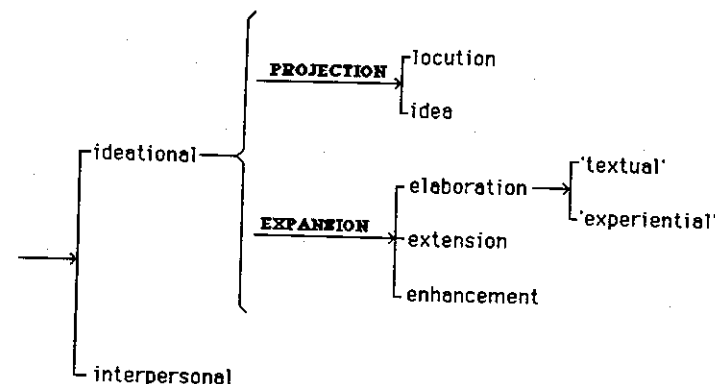 PROJECTION
locution
idea
ideational
elaboration
'textual'
'experiential'
EXPANSION
extension
enhancement
interpersonal